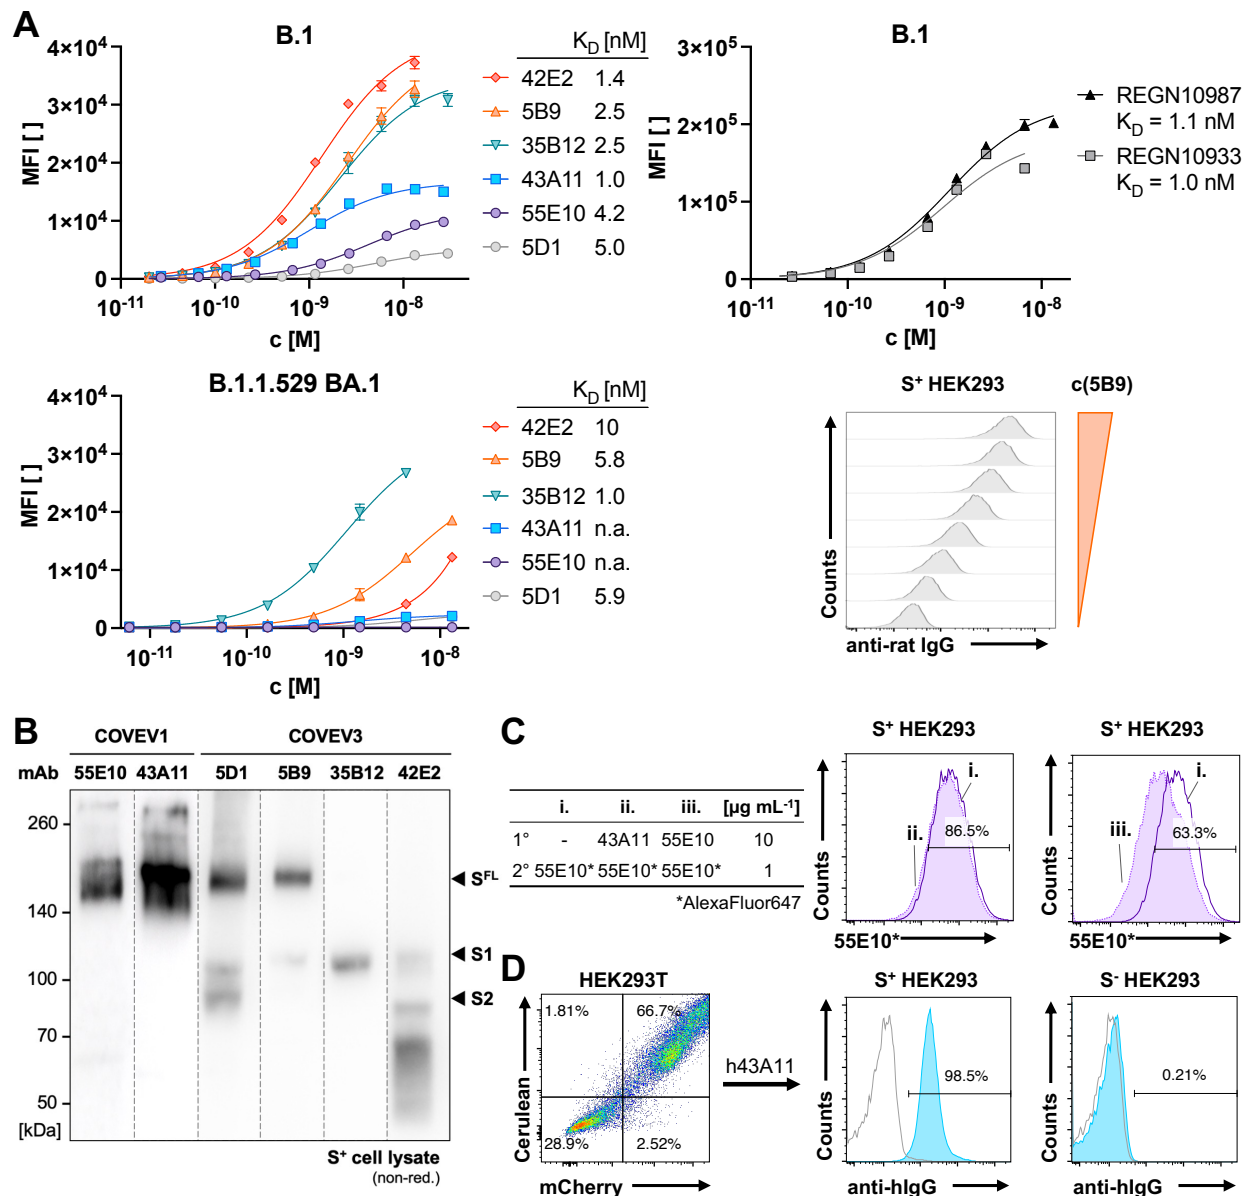 A
B.1
K_D [nM]
42E2 1.4
5B9 2.5
35B12 2.5
43A11 1.0
55E10 4.2
5D1 5.0
MFI [ ]
4×10⁴
3×10⁴
2×10⁴
1×10⁴
0
10⁻¹¹ 10⁻¹⁰ 10⁻⁹ 10⁻⁸
c [M]
B.1
MFI [ ]
3×10⁵
2×10⁵
1×10⁵
0
10⁻¹¹ 10⁻¹⁰ 10⁻⁹ 10⁻⁸
c [M]
REGN10987
K_D = 1.1 nM
REGN10933
K_D = 1.0 nM
B.1.1.529 BA.1
K_D [nM]
42E2 10
5B9 5.8
35B12 1.0
43A11 n.a.
55E10 n.a.
5D1 5.9
MFI [ ]
4×10⁴
3×10⁴
2×10⁴
1×10⁴
0
10⁻¹¹ 10⁻¹⁰ 10⁻⁹ 10⁻⁸
c [M]
S⁺ HEK293 c(5B9)
Counts
anti-rat IgG
B
COVEV1 COVEV3
mAb 55E10 43A11 5D1 5B9 35B12 42E2
260
140
100
70
50
[kDa]
S^FL
S1
S2
S⁺ cell lysate
(non-red.)
C
i. ii. iii. [µg mL⁻¹]
1° - 43A11 55E10 10
2° 55E10* 55E10* 55E10* 1
*AlexaFluor647
S⁺ HEK293
Counts
i.
ii.
86.5%
55E10*
S⁺ HEK293
Counts
i.
iii.
63.3%
55E10*
D
HEK293T
Cerulean
1.81% 66.7%
28.9% 2.52%
mCherry
h43A11
S⁺ HEK293
Counts
98.5%
anti-hIgG
S⁻ HEK293
Counts
0.21%
anti-hIgG